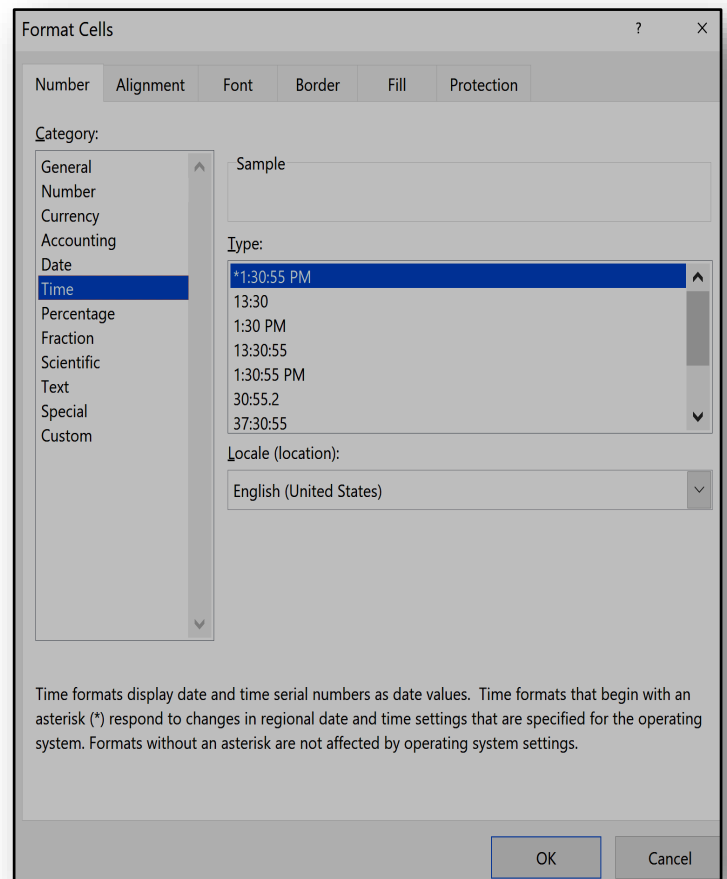 Format Cells ? ×
Number Alignment Font Border Fill Protection
Category:
General
Number
Currency
Accounting
Date
Time
Percentage
Fraction
Scientific
Text
Special
Custom
Sample
Type:
*1:30:55 PM
13:30
1:30 PM
13:30:55
1:30:55 PM
30:55.2
37:30:55
Locale (location):
English (United States)
Time formats display date and time serial numbers as date values.  Time formats that begin with an
asterisk (*) respond to changes in regional date and time settings that are specified for the operating
system. Formats without an asterisk are not affected by operating system settings.
OK Cancel